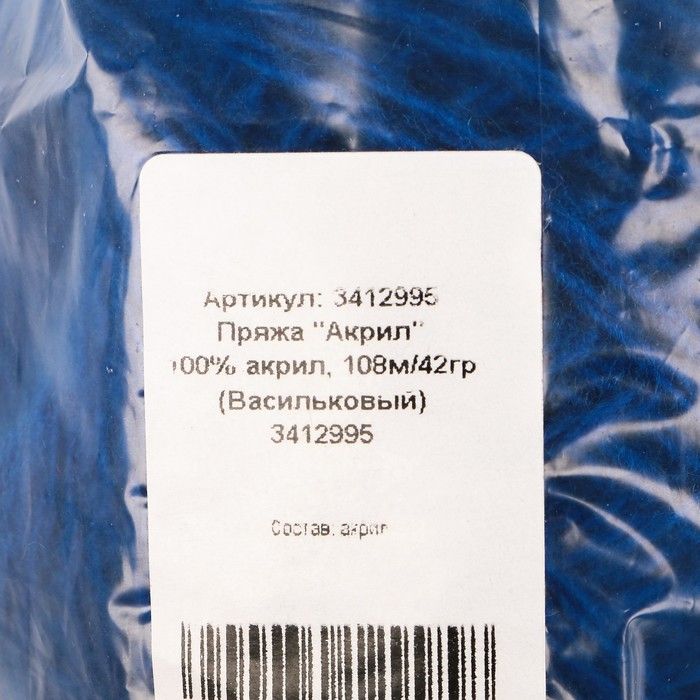 Артикул: 3412995
Пряжа "Акрил"
100% акрил, 108м/42гр
(Васильковый)
3412995
Состав: акрил